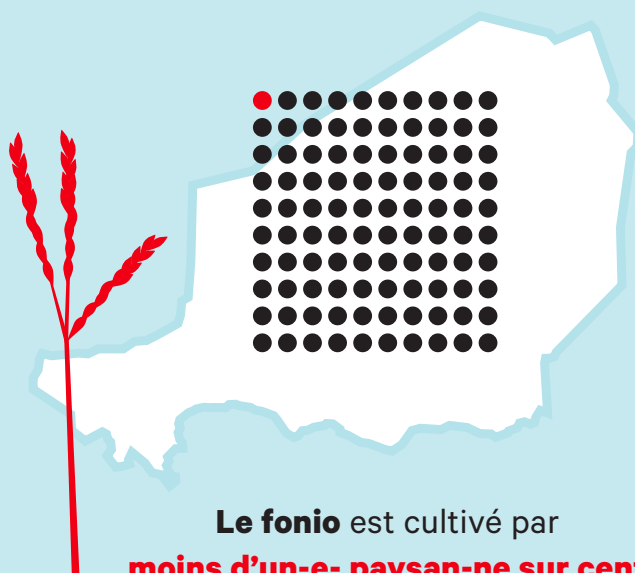 Le fonio est cultivé par
moins d'un-e- paysan-ne sur cent